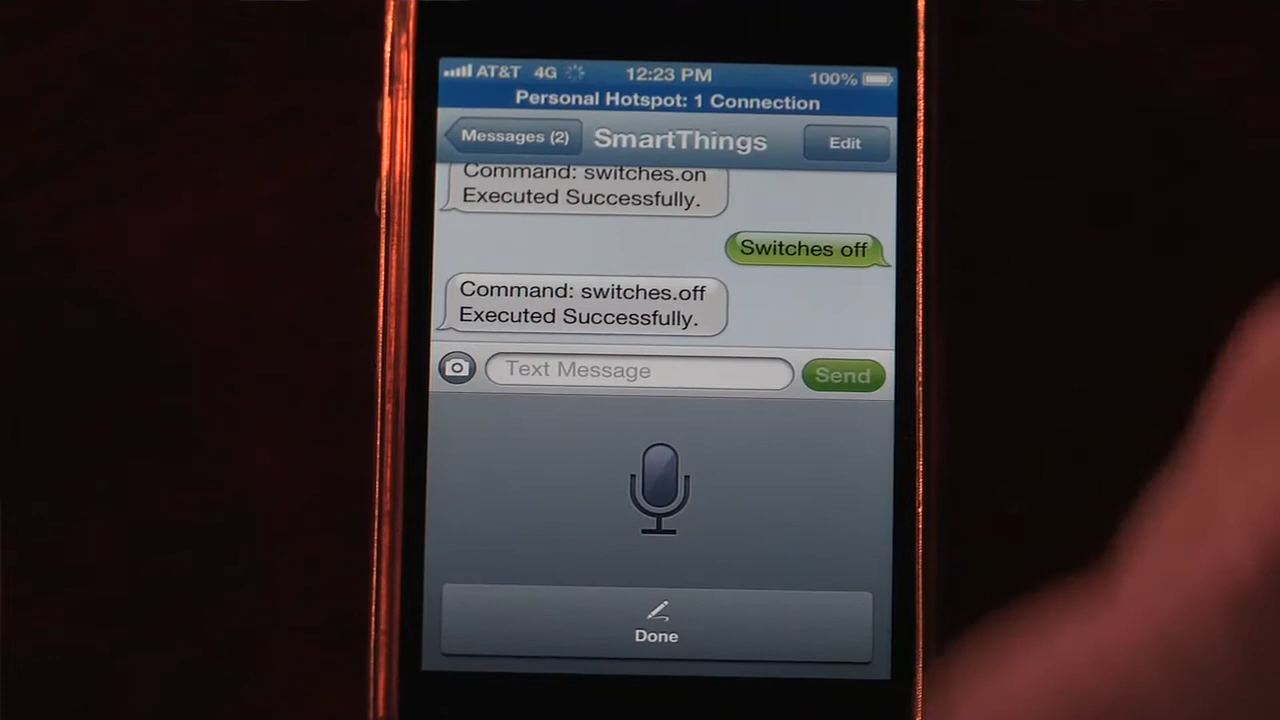 AT&T 4G 12:23 PM 100%
Personal Hotspot: 1 Connection
Messages (2) SmartThings Edit
Command: switches.on
Executed Successfully.
Switches off
Command: switches.off
Executed Successfully.
Text Message Send
Done